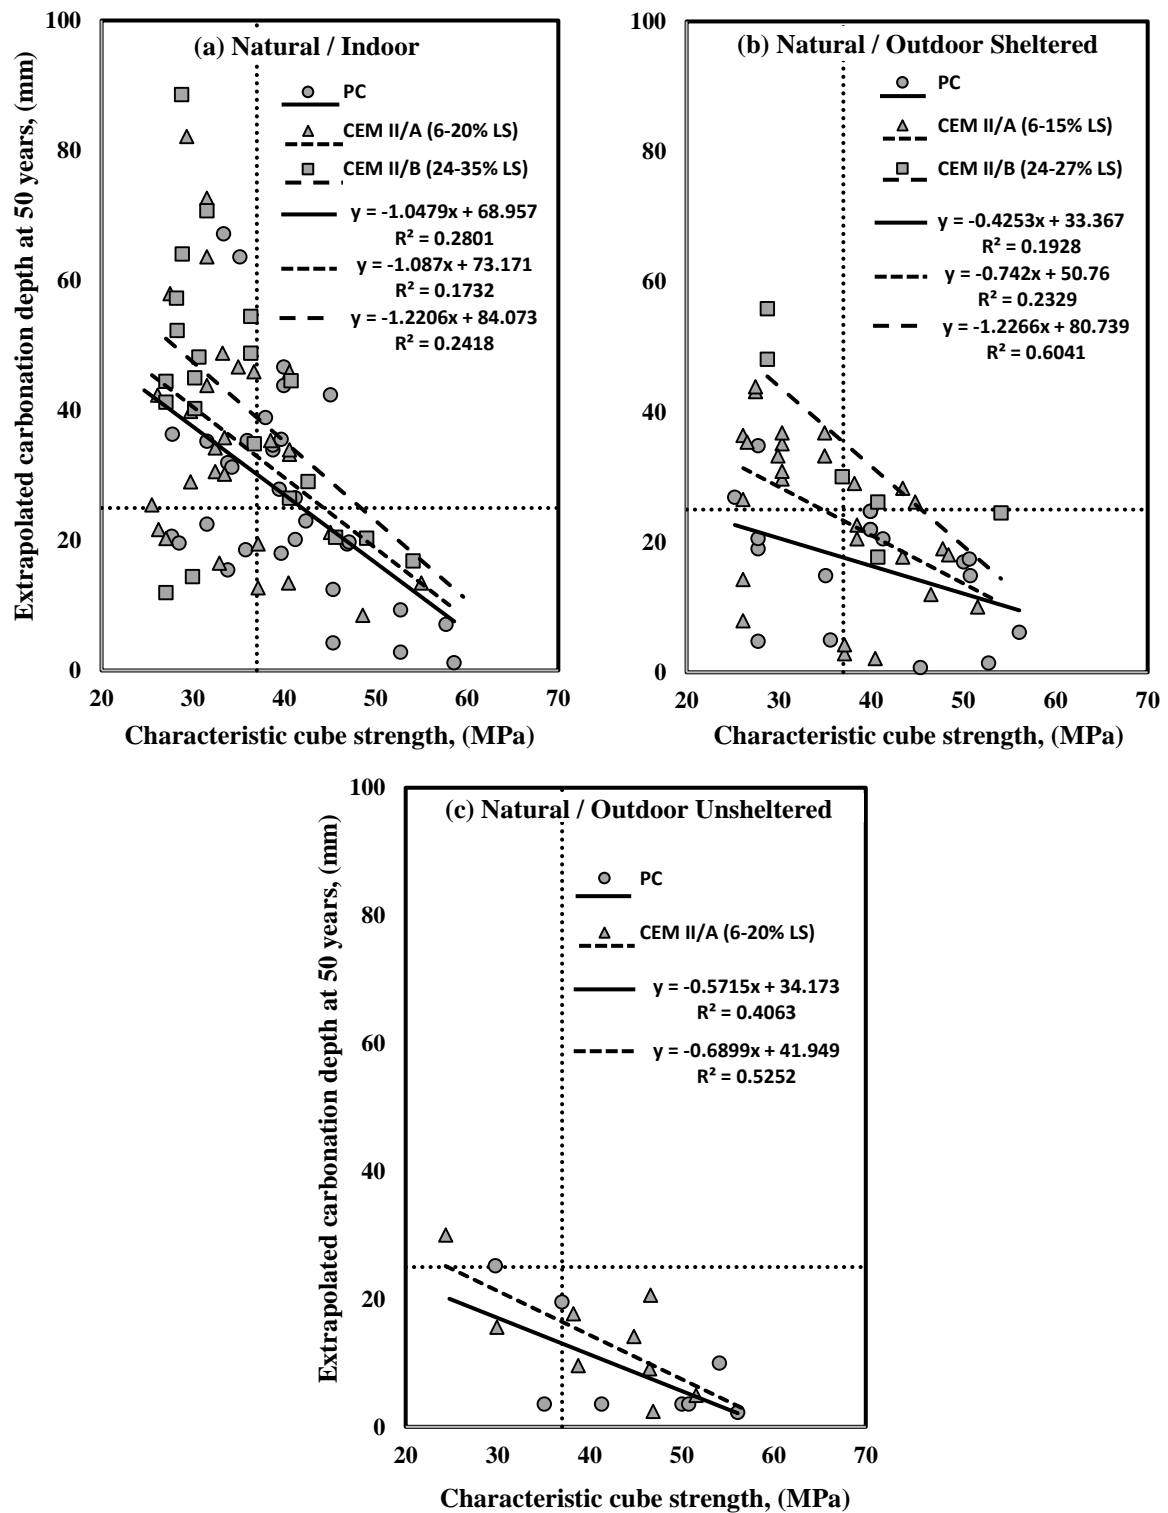 (a) Natural / Indoor
Extrapolated carbonation depth at 50 years, (mm)
100
80
60
40
20
0
PC
CEM II/A (6-20% LS)
CEM II/B (24-35% LS)
y = -1.0479x + 68.957
R² = 0.2801
y = -1.087x + 73.171
R² = 0.1732
y = -1.2206x + 84.073
R² = 0.2418
20 30 40 50 60 70
Characteristic cube strength, (MPa)
(b) Natural / Outdoor Sheltered
100
80
60
40
20
0
PC
CEM II/A (6-15% LS)
CEM II/B (24-27% LS)
y = -0.4253x + 33.367
R² = 0.1928
y = -0.742x + 50.76
R² = 0.2329
y = -1.2266x + 80.739
R² = 0.6041
20 30 40 50 60 70
Characteristic cube strength, (MPa)
(c) Natural / Outdoor Unsheltered
Extrapolated carbonation depth at 50 years, (mm)
100
80
60
40
20
0
PC
CEM II/A (6-20% LS)
y = -0.5715x + 34.173
R² = 0.4063
y = -0.6899x + 41.949
R² = 0.5252
20 30 40 50 60 70
Characteristic cube strength, (MPa)